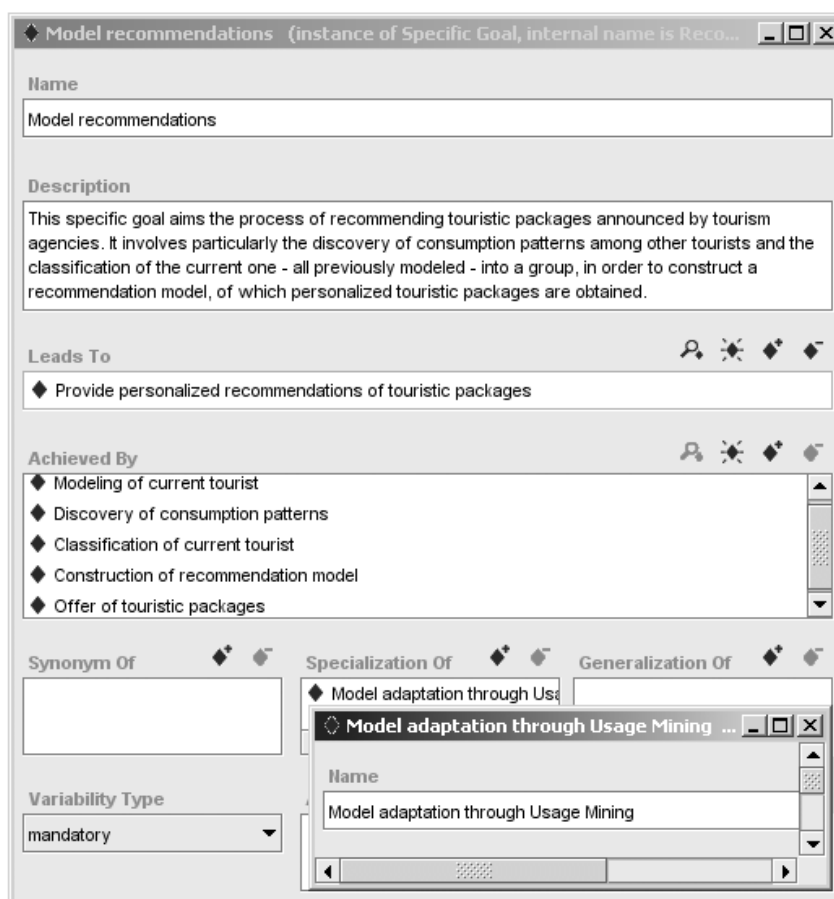 Model recommendations (instance of Specific Goal, internal name is Reco...
Name
Model recommendations
Description
This specific goal aims the process of recommending touristic packages announced by tourism
agencies. It involves particularly the discovery of consumption patterns among other tourists and the
classification of the current one - all previously modeled - into a group, in order to construct a
recommendation model, of which personalized touristic packages are obtained.
Leads To
Provide personalized recommendations of touristic packages
Achieved By
Modeling of current tourist
Discovery of consumption patterns
Classification of current tourist
Construction of recommendation model
Offer of touristic packages
Synonym Of Specialization Of Generalization Of
Model adaptation through
Model adaptation through Usage Mining ...
Name
Model adaptation through Usage Mining
Variability Type
mandatory